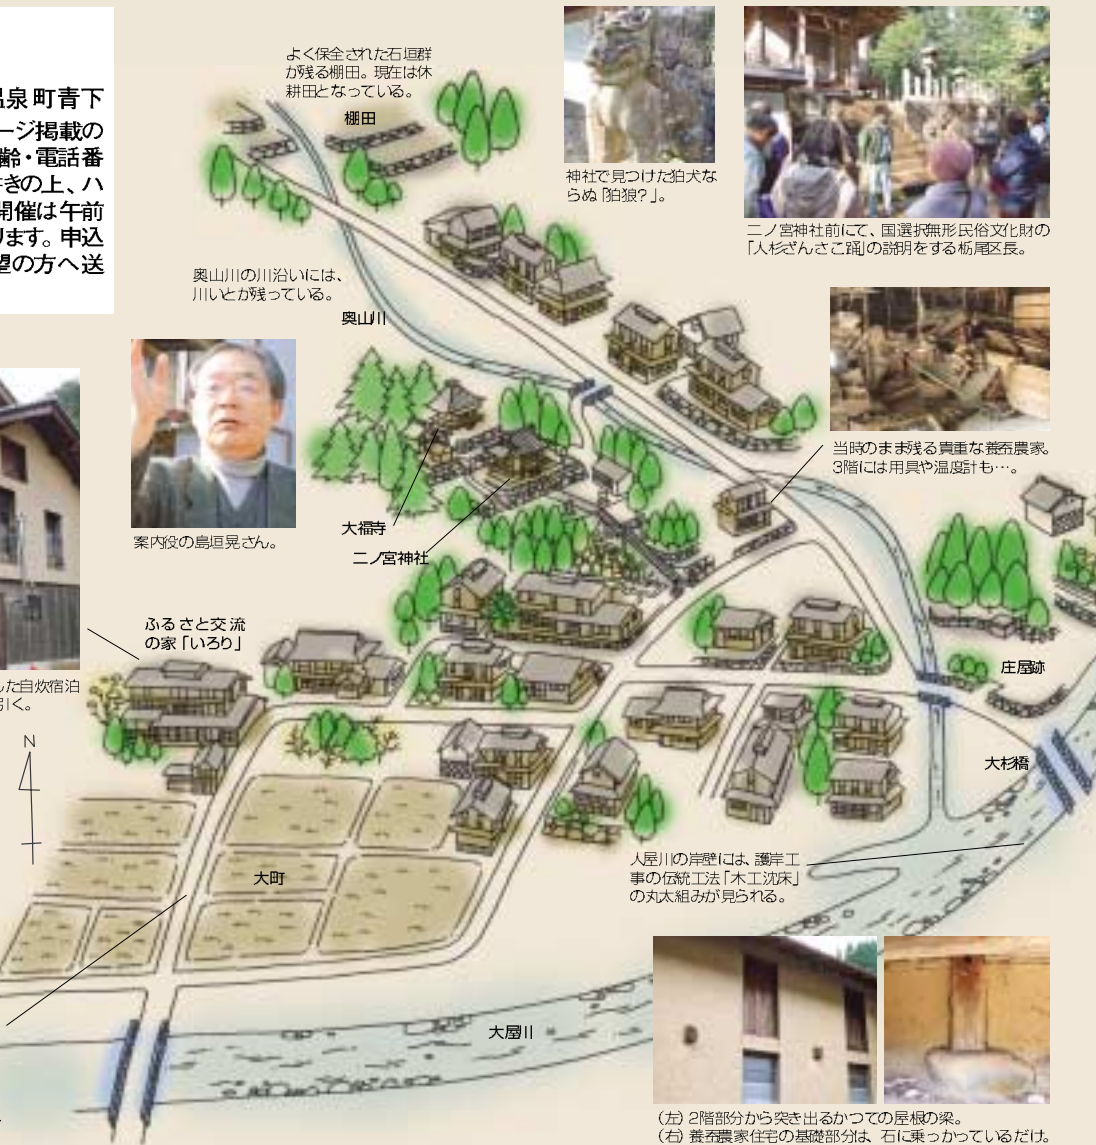 温泉町青下
ージ掲載の
齢・電話番
きの上、ハ
開催は午前
ります。申込
望の方へ送
よく保全された石垣群
が残る棚田。現在は休
耕田となっている。
棚田
神社で見つけた狛犬な
らぬ「狛狼?」。
二ノ宮神社前にて、国選択無形民俗文化財の
「大杉ざんざこ踊」の説明をする栃尾区長。
奥山川の川沿いには、
川いとが残っている。
奥山川
案内役の島垣晃さん。
当時のまま残る貴重な養蚕農家。
3階には用具や温度計も…。
大福寺
二ノ宮神社
ふるさと交流
の家「いろり」
した自炊宿泊
引く。
庄屋跡
N
大杉橋
大屋川の岸壁には、護岸工
事の伝統工法「木工沈床」
の丸太組みが見られる。
大町
大屋川
(左) 2階部分から突き出るかつての屋根の梁。
(右) 養蚕農家住宅の基礎部分は、石に乗っかっているだけ。